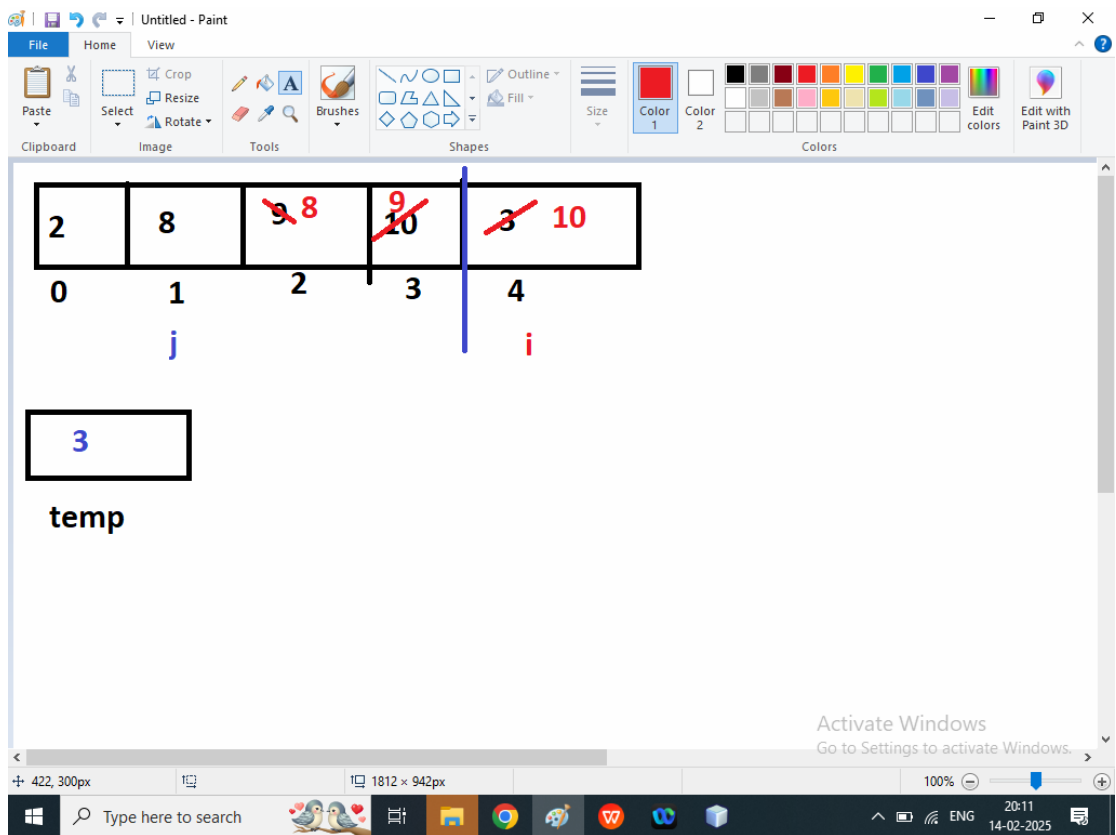 Untitled - Paint
File Home View
Paste
Select
Crop
Resize
Rotate
A
Brushes
Outline
Fill
Size
Color 1
Color 2
Edit colors
Edit with Paint 3D
Clipboard
Image
Tools
Shapes
Colors
2 8 9 8 9 10 3 10
0 1 2 3 4
j i
3
temp
Activate Windows
Go to Settings to activate Windows.
422, 300px 1812 × 942px 100%
Type here to search
ENG
20:11
14-02-2025